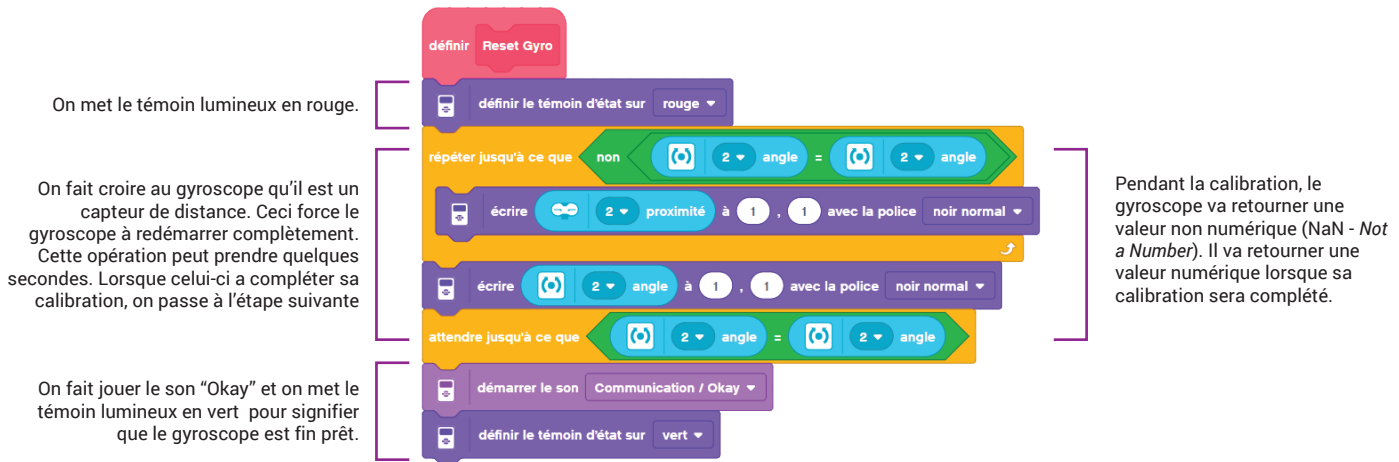 définir Reset Gyro
On met le témoin lumineux en rouge.
définir le témoin d'état sur rouge
répéter jusqu'à ce que non 2 angle = 2 angle
On fait croire au gyroscope qu'il est un
capteur de distance. Ceci force le
gyroscope à redémarrer complètement.
Cette opération peut prendre quelques
secondes. Lorsque celui-ci a compléter sa
calibration, on passe à l'étape suivante
écrire 2 proximité à 1 , 1 avec la police noir normal
écrire 2 angle à 1 , 1 avec la police noir normal
attendre jusqu'à ce que 2 angle = 2 angle
Pendant la calibration, le
gyroscope va retourner une
valeur non numérique (NaN - Not
a Number). Il va retourner une
valeur numérique lorsque sa
calibration sera complété.
On fait jouer le son “Okay” et on met le
témoin lumineux en vert pour signifier
que le gyroscope est fin prêt.
démarrer le son Communication / Okay
définir le témoin d'état sur vert